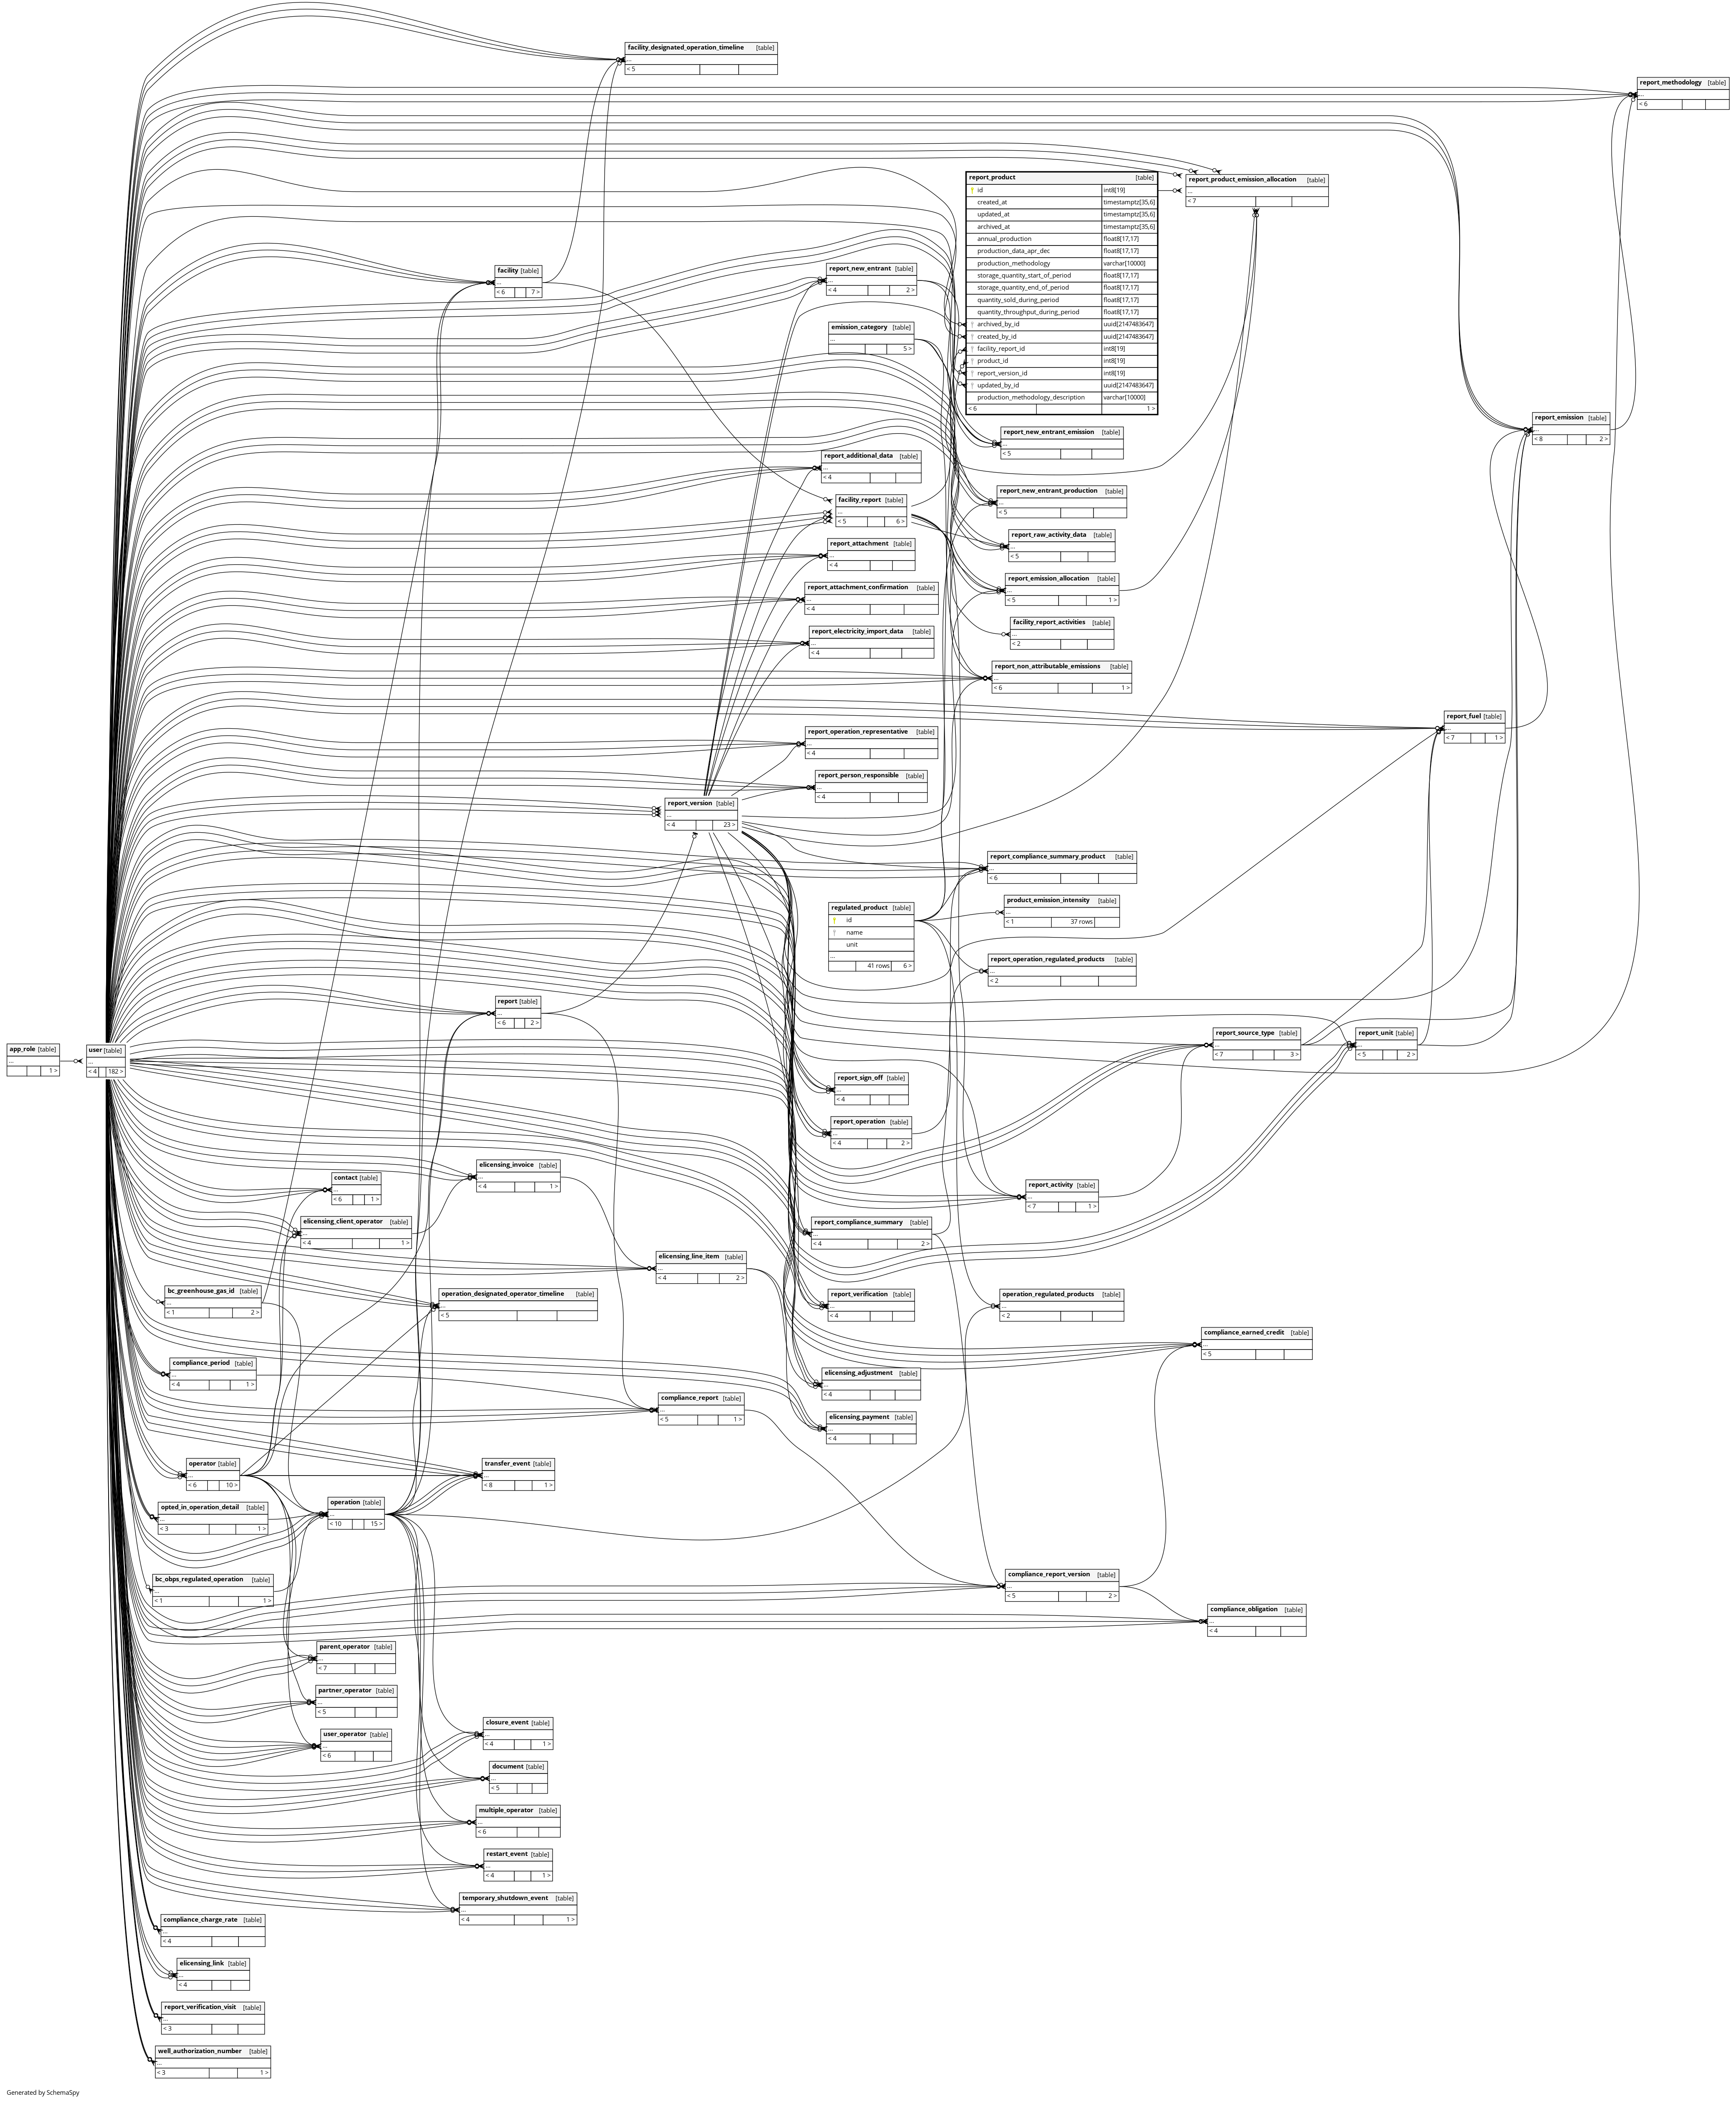 facility_designated_operation_timeline [table]
...
< 5
report_methodology [table]
...
< 6
report_product [table]
id int8[19]
created_at timestamptz[35,6]
updated_at timestamptz[35,6]
archived_at timestamptz[35,6]
annual_production float8[17,17]
production_data_apr_dec float8[17,17]
production_methodology varchar[10000]
storage_quantity_start_of_period float8[17,17]
storage_quantity_end_of_period float8[17,17]
quantity_sold_during_period float8[17,17]
quantity_throughput_during_period float8[17,17]
archived_by_id uuid[2147483647]
created_by_id uuid[2147483647]
facility_report_id int8[19]
product_id int8[19]
report_version_id int8[19]
updated_by_id uuid[2147483647]
production_methodology_description varchar[10000]
< 6 1 >
report_product_emission_allocation [table]
...
< 7
facility [table]
...
< 6 7 >
report_new_entrant [table]
...
< 4 2 >
emission_category [table]
...
5 >
report_new_entrant_emission [table]
...
< 5
report_emission [table]
...
< 8 2 >
report_additional_data [table]
...
< 4
facility_report [table]
...
< 5 6 >
report_new_entrant_production [table]
...
< 5
report_raw_activity_data [table]
...
< 5
report_attachment [table]
...
< 4
report_emission_allocation [table]
...
< 5 1 >
report_attachment_confirmation [table]
...
< 4
facility_report_activities [table]
...
< 2
report_electricity_import_data [table]
...
< 4
report_non_attributable_emissions [table]
...
< 6 1 >
report_fuel [table]
...
< 7 1 >
report_operation_representative [table]
...
< 4
report_person_responsible [table]
...
< 4
report_version [table]
...
< 4 23 >
report_compliance_summary_product [table]
...
< 6
product_emission_intensity [table]
...
< 1 37 rows
regulated_product [table]
id
name
unit
...
41 rows 6 >
report_operation_regulated_products [table]
...
< 2
report [table]
...
< 6 2 >
report_source_type [table]
...
< 7 3 >
report_unit [table]
...
< 5 2 >
app_role [table]
...
1 >
user [table]
...
< 4 182 >
report_sign_off [table]
...
< 4
report_operation [table]
...
< 4 2 >
elicensing_invoice [table]
...
< 4 1 >
contact [table]
...
< 6 1 >
report_activity [table]
...
< 7 1 >
elicensing_client_operator [table]
...
< 4 1 >
report_compliance_summary [table]
...
< 4 2 >
elicensing_line_item [table]
...
< 4 2 >
bc_greenhouse_gas_id [table]
...
< 1 2 >
operation_designated_operator_timeline [table]
...
< 5
report_verification [table]
...
< 4
operation_regulated_products [table]
...
< 2
compliance_earned_credit [table]
...
< 5
compliance_period [table]
...
< 4 1 >
elicensing_adjustment [table]
...
< 4
compliance_report [table]
...
< 5 1 >
elicensing_payment [table]
...
< 4
operator [table]
...
< 6 10 >
transfer_event [table]
...
< 8 1 >
opted_in_operation_detail [table]
...
< 3 1 >
operation [table]
...
< 10 15 >
bc_obps_regulated_operation [table]
...
< 1 1 >
compliance_report_version [table]
...
< 5 2 >
compliance_obligation [table]
...
< 4
parent_operator [table]
...
< 7
partner_operator [table]
...
< 5
user_operator [table]
...
< 6
closure_event [table]
...
< 4 1 >
document [table]
...
< 5
multiple_operator [table]
...
< 6
restart_event [table]
...
< 4 1 >
temporary_shutdown_event [table]
...
< 4 1 >
compliance_charge_rate [table]
...
< 4
elicensing_link [table]
...
< 4
report_verification_visit [table]
...
< 3
well_authorization_number [table]
...
< 3 1 >
Generated by SchemaSpy